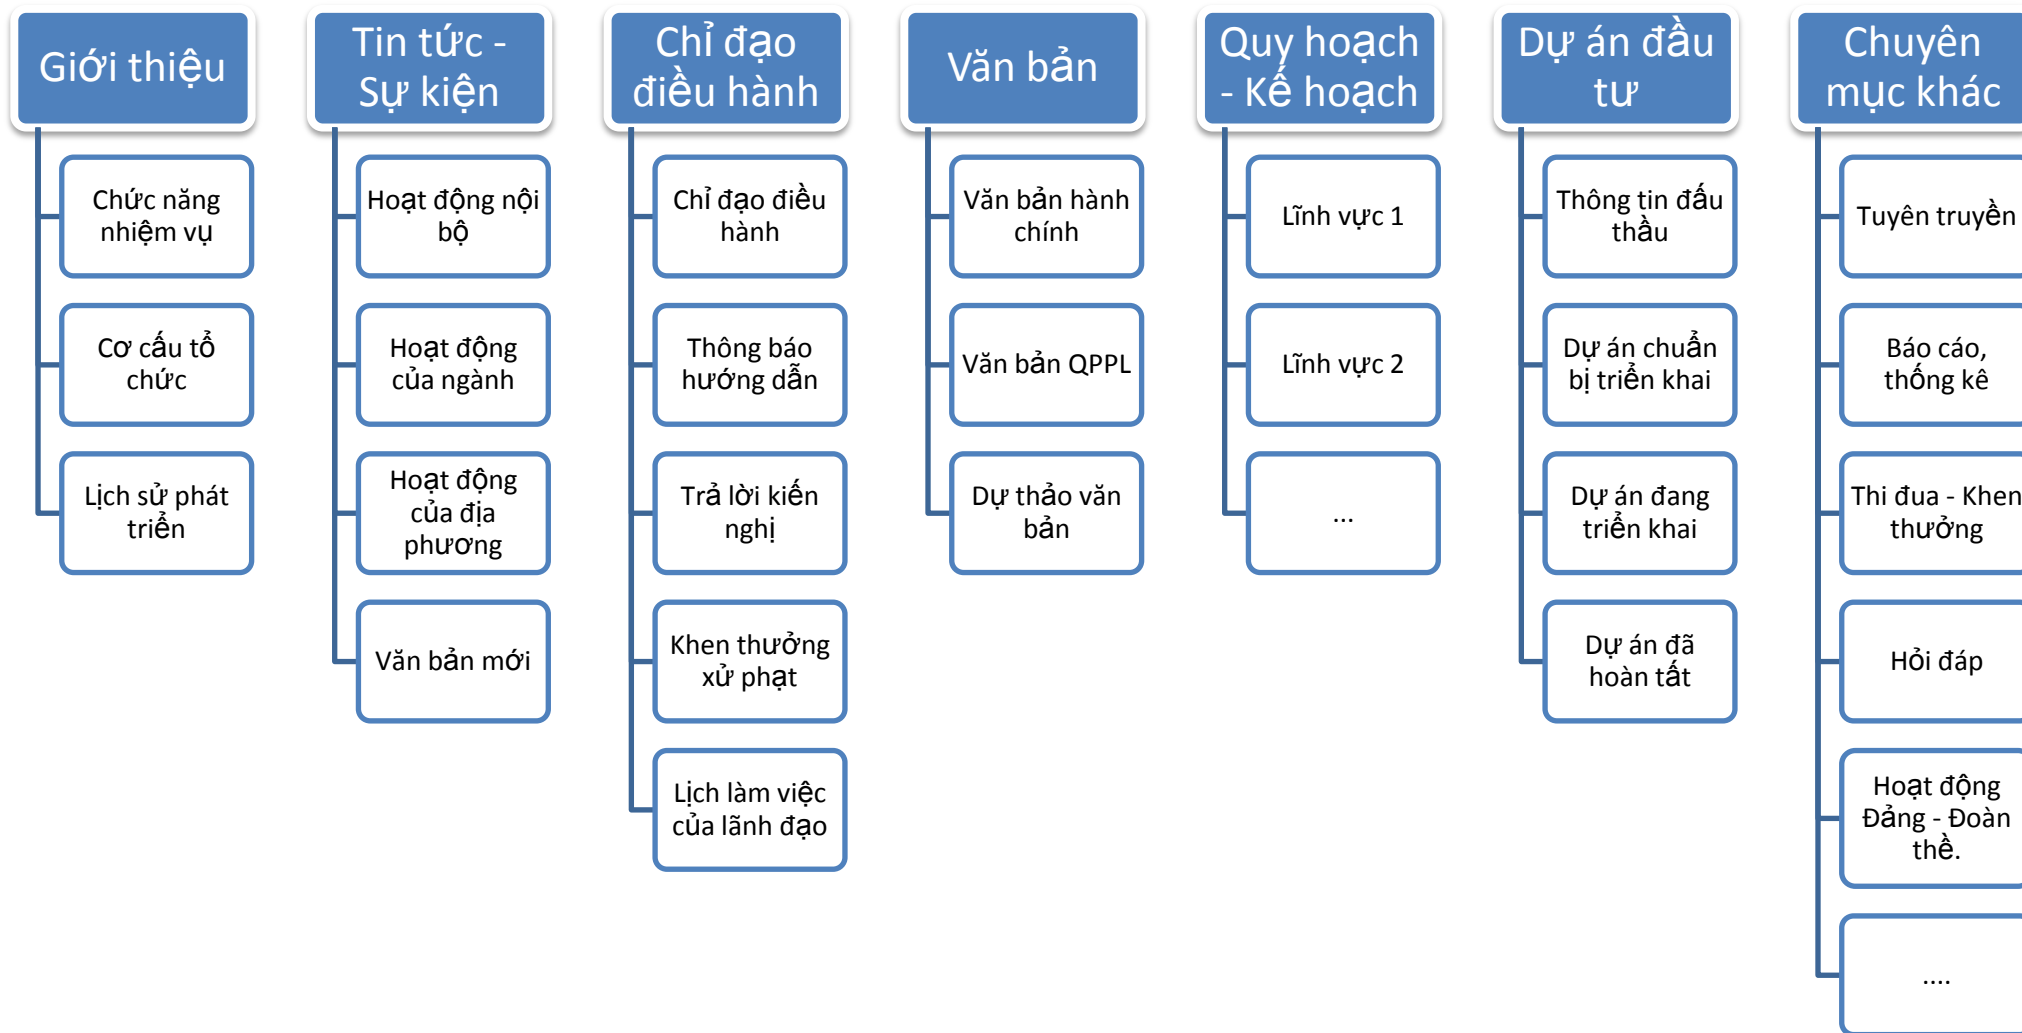 Giới thiệu
Chức năng
nhiệm vụ
Cơ cấu tổ
chức
Lịch sử phát
triển
Tin tức -
Sự kiện
Hoạt động nội
bộ
Hoạt động
của ngành
Hoạt động
của địa
phương
Văn bản mới
Chỉ đạo
điều hành
Chỉ đạo điều
hành
Thông báo
hướng dẫn
Trả lời kiến
nghị
Khen thưởng
xử phạt
Lịch làm việc
của lãnh đạo
Văn bản
Văn bản hành
chính
Văn bản QPPL
Dự thảo văn
bản
Quy hoạch
- Kế hoạch
Lĩnh vực 1
Lĩnh vực 2
...
Dự án đầu
tư
Thông tin đấu
thầu
Dự án chuẩn
bị triển khai
Dự án đang
triển khai
Dự án đã
hoàn tất
Chuyên
mục khác
Tuyên truyền
Báo cáo,
thống kê
Thi đua - Khen
thưởng
Hỏi đáp
Hoạt động
Đảng - Đoàn
thề.
....